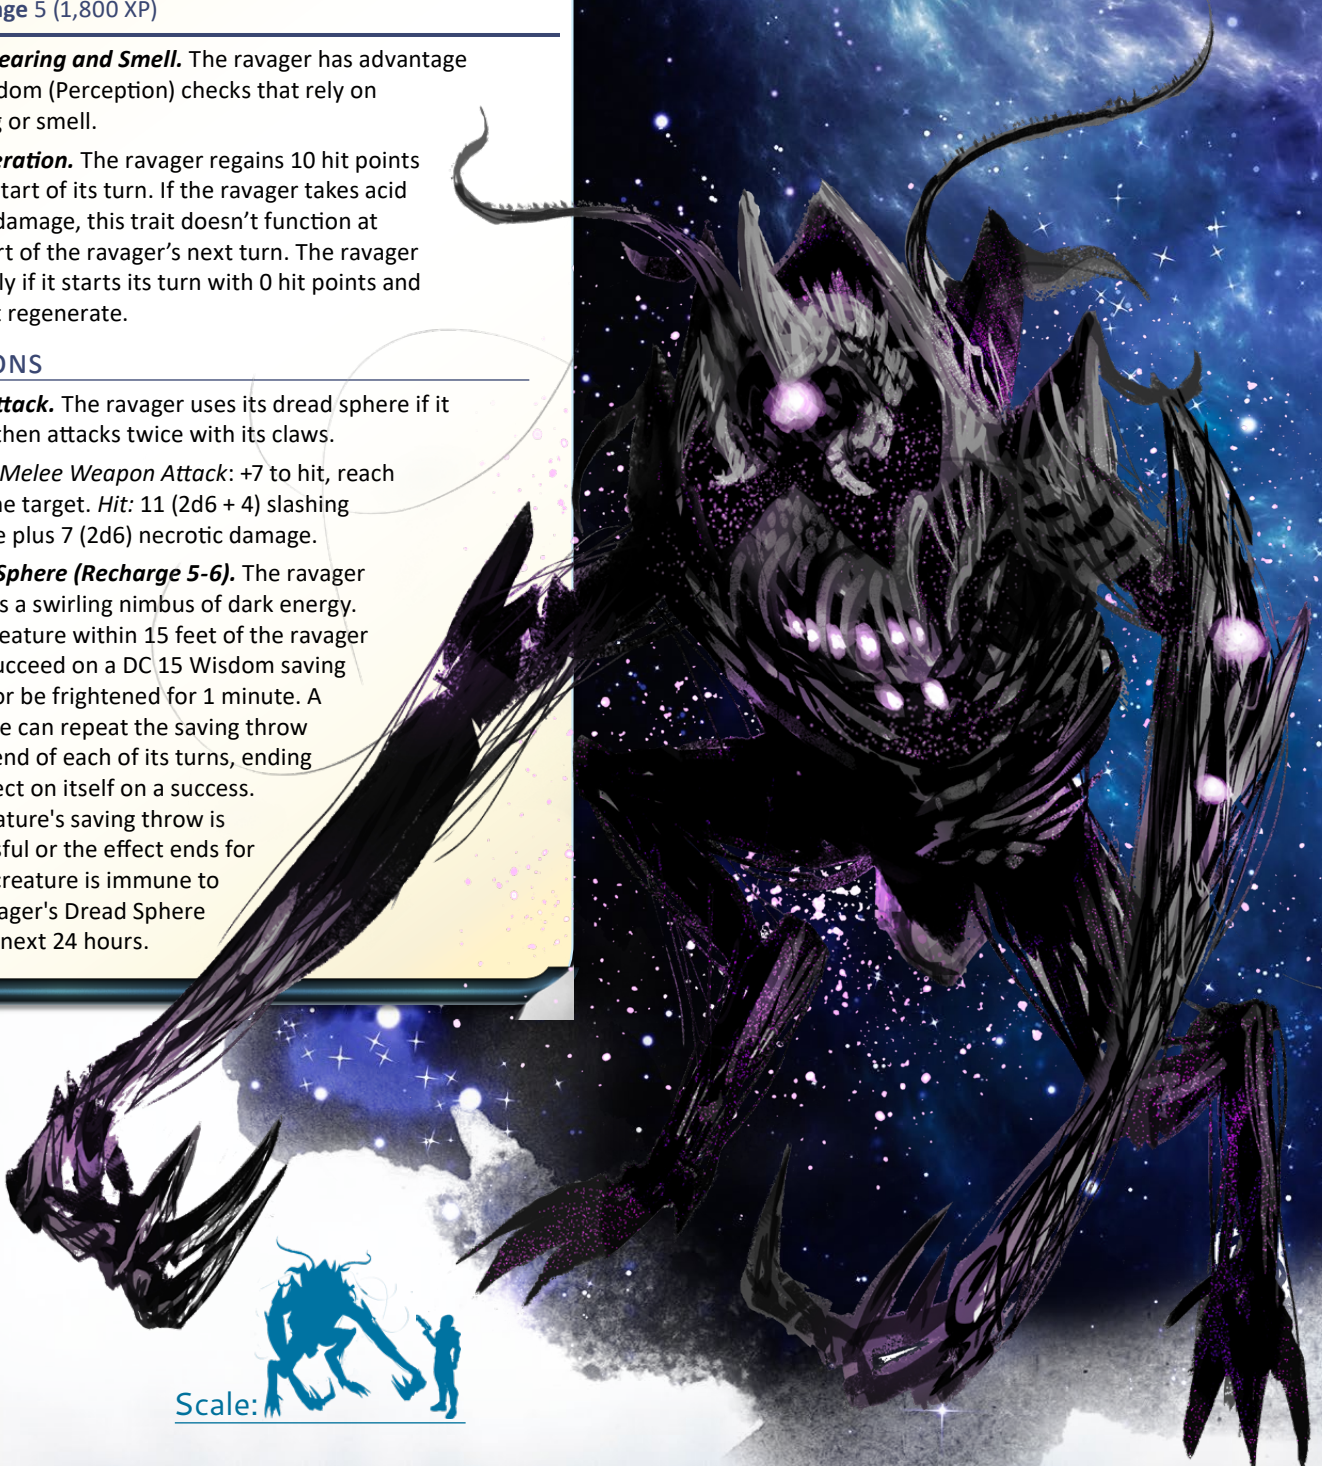 age 5 (1,800 XP)
earing and Smell. The ravager has advantage
dom (Perception) checks that rely on
g or smell.
eration. The ravager regains 10 hit points
start of its turn. If the ravager takes acid
damage, this trait doesn’t function at
rt of the ravager’s next turn. The ravager
ly if it starts its turn with 0 hit points and
t regenerate.
ONS
ttack. The ravager uses its dread sphere if it
then attacks twice with its claws.
Melee Weapon Attack: +7 to hit, reach
ne target. Hit: 11 (2d6 + 4) slashing
e plus 7 (2d6) necrotic damage.
Sphere (Recharge 5-6). The ravager
s a swirling nimbus of dark energy.
reature within 15 feet of the ravager
ucceed on a DC 15 Wisdom saving
or be frightened for 1 minute. A
e can repeat the saving throw
end of each of its turns, ending
ect on itself on a success.
ature's saving throw is
sful or the effect ends for
creature is immune to
vager's Dread Sphere
next 24 hours.
Scale: